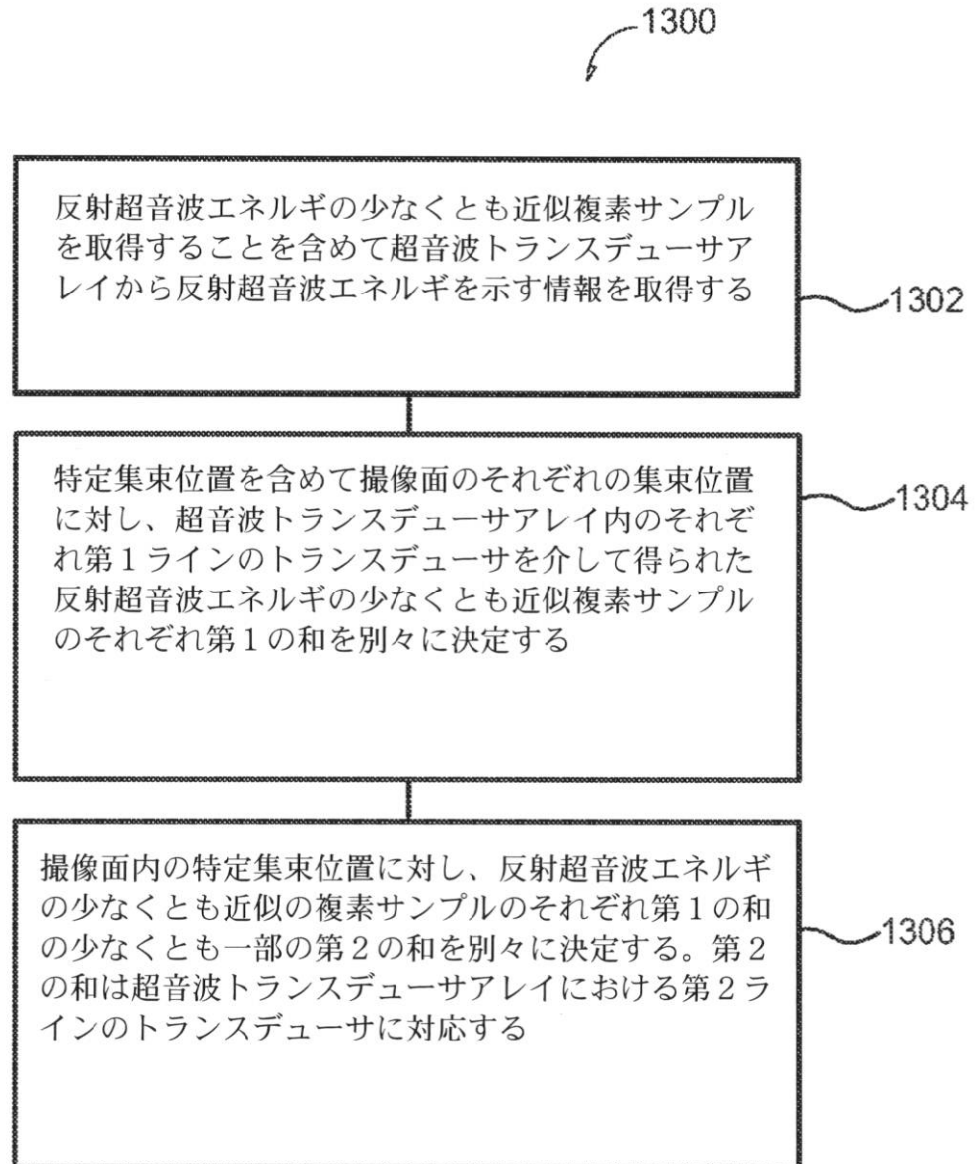 1300
反射超音波エネルギの少なくとも近似複素サンプル
を取得することを含めて超音波トランスデューサア
レイから反射超音波エネルギを示す情報を取得する
1302
特定集束位置を含めて撮像面のそれぞれの集束位置
に対し、超音波トランスデューサアレイ内のそれぞ
れ第１ラインのトランスデューサを介して得られた
反射超音波エネルギの少なくとも近似複素サンプル
のそれぞれ第１の和を別々に決定する
1304
撮像面内の特定集束位置に対し、反射超音波エネルギ
の少なくとも近似の複素サンプルのそれぞれ第１の和
の少なくとも一部の第２の和を別々に決定する。第２
の和は超音波トランスデューサアレイにおける第２ラ
インのトランスデューサに対応する
1306